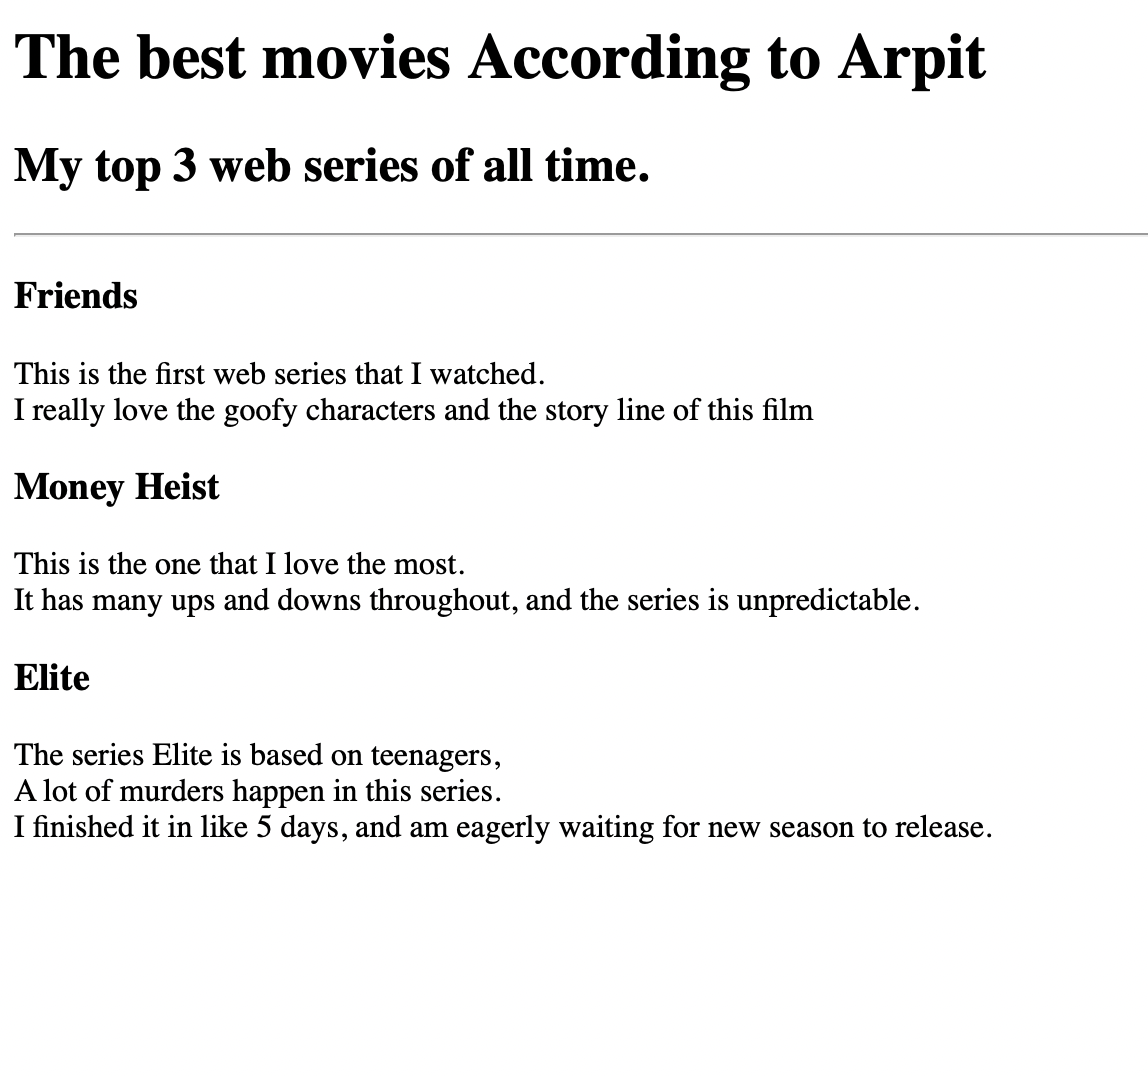 The best movies According to Arpit
My top 3 web series of all time.
Friends
This is the first web series that I watched.
I really love the goofy characters and the story line of this film
Money Heist
This is the one that I love the most.
It has many ups and downs throughout, and the series is unpredictable.
Elite
The series Elite is based on teenagers,
A lot of murders happen in this series.
I finished it in like 5 days, and am eagerly waiting for new season to release.